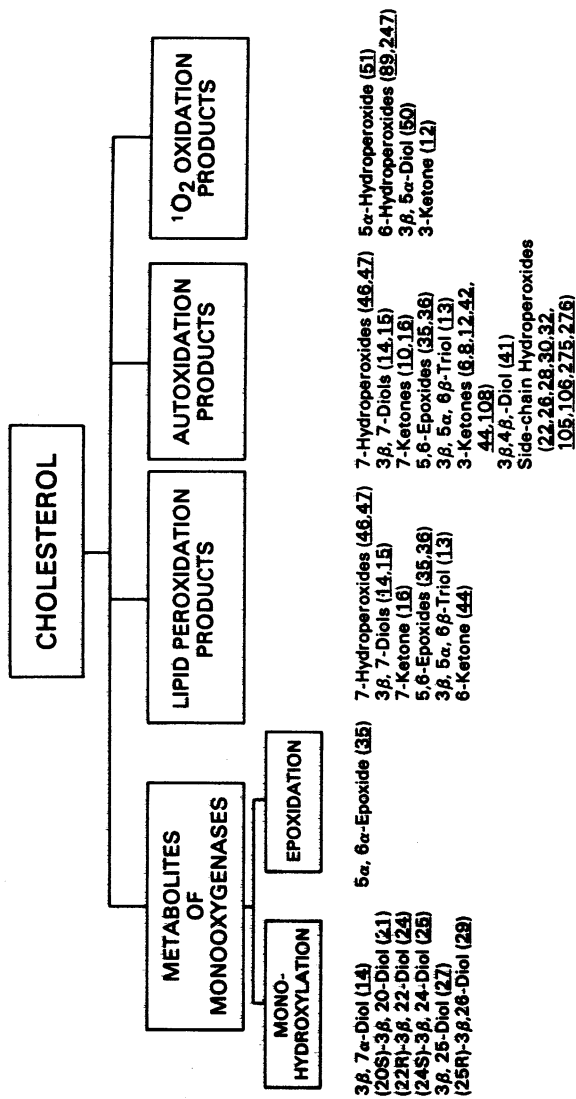 CHOLESTEROL
METABOLITES
OF
MONOOXYGENASES
LIPID PEROXIDATION
PRODUCTS
AUTOXIDATION
PRODUCTS
¹O₂ OXIDATION
PRODUCTS
MONO-
HYDROXYLATION
EPOXIDATION
3β, 7α-Diol (14)
(20S)-3β, 20-Diol (21)
(22R)-3β, 22-Diol (24)
(24S)-3β, 24-Diol (25)
3β, 25-Diol (27)
(25R)-3β,26-Diol (29)
5α, 6α-Epoxide (35)
7-Hydroperoxides (46,47)
3β, 7-Diols (14,15)
7-Ketone (16)
5,6-Epoxides (35,36)
3β, 5α, 6β-Triol (13)
6-Ketone (44)
7-Hydroperoxides (46,47)
3β, 7-Diols (14,15)
7-Ketones (10,16)
5,6-Epoxides (35,36)
3β, 5α, 6β-Triol (13)
3-Ketones (6,8,12,42,
44,108)
3β,4β,-Diol (41)
Side-chain Hydroperoxides
(22,26,28,30,32,
105,106,275,276)
5α-Hydroperoxide (51)
6-Hydroperoxides (89,247)
3β, 5α-Diol (50)
3-Ketone (12)